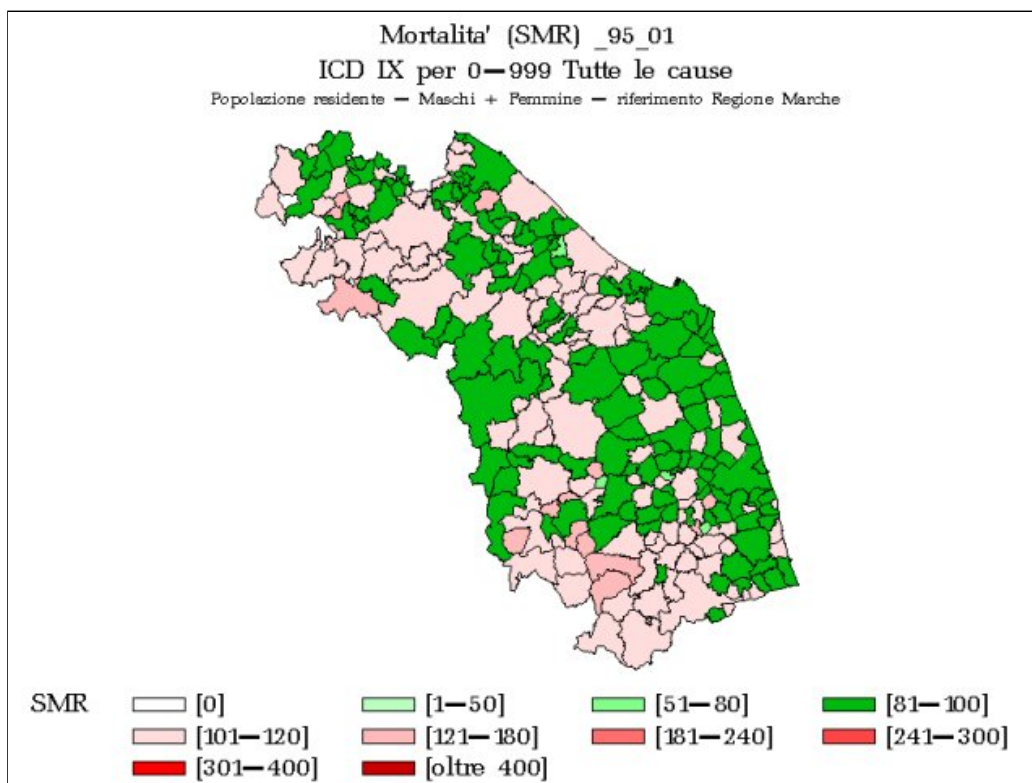 Mortalita' (SMR) _95_01
ICD IX per 0—999 Tutte le cause
Popolazione residente — Maschi + Femmine — riferimento Regione Marche
SMR [0] [1—50] [51—80] [81—100]
[101—120] [121—180] [181—240] [241—300]
[301—400] [oltre 400]